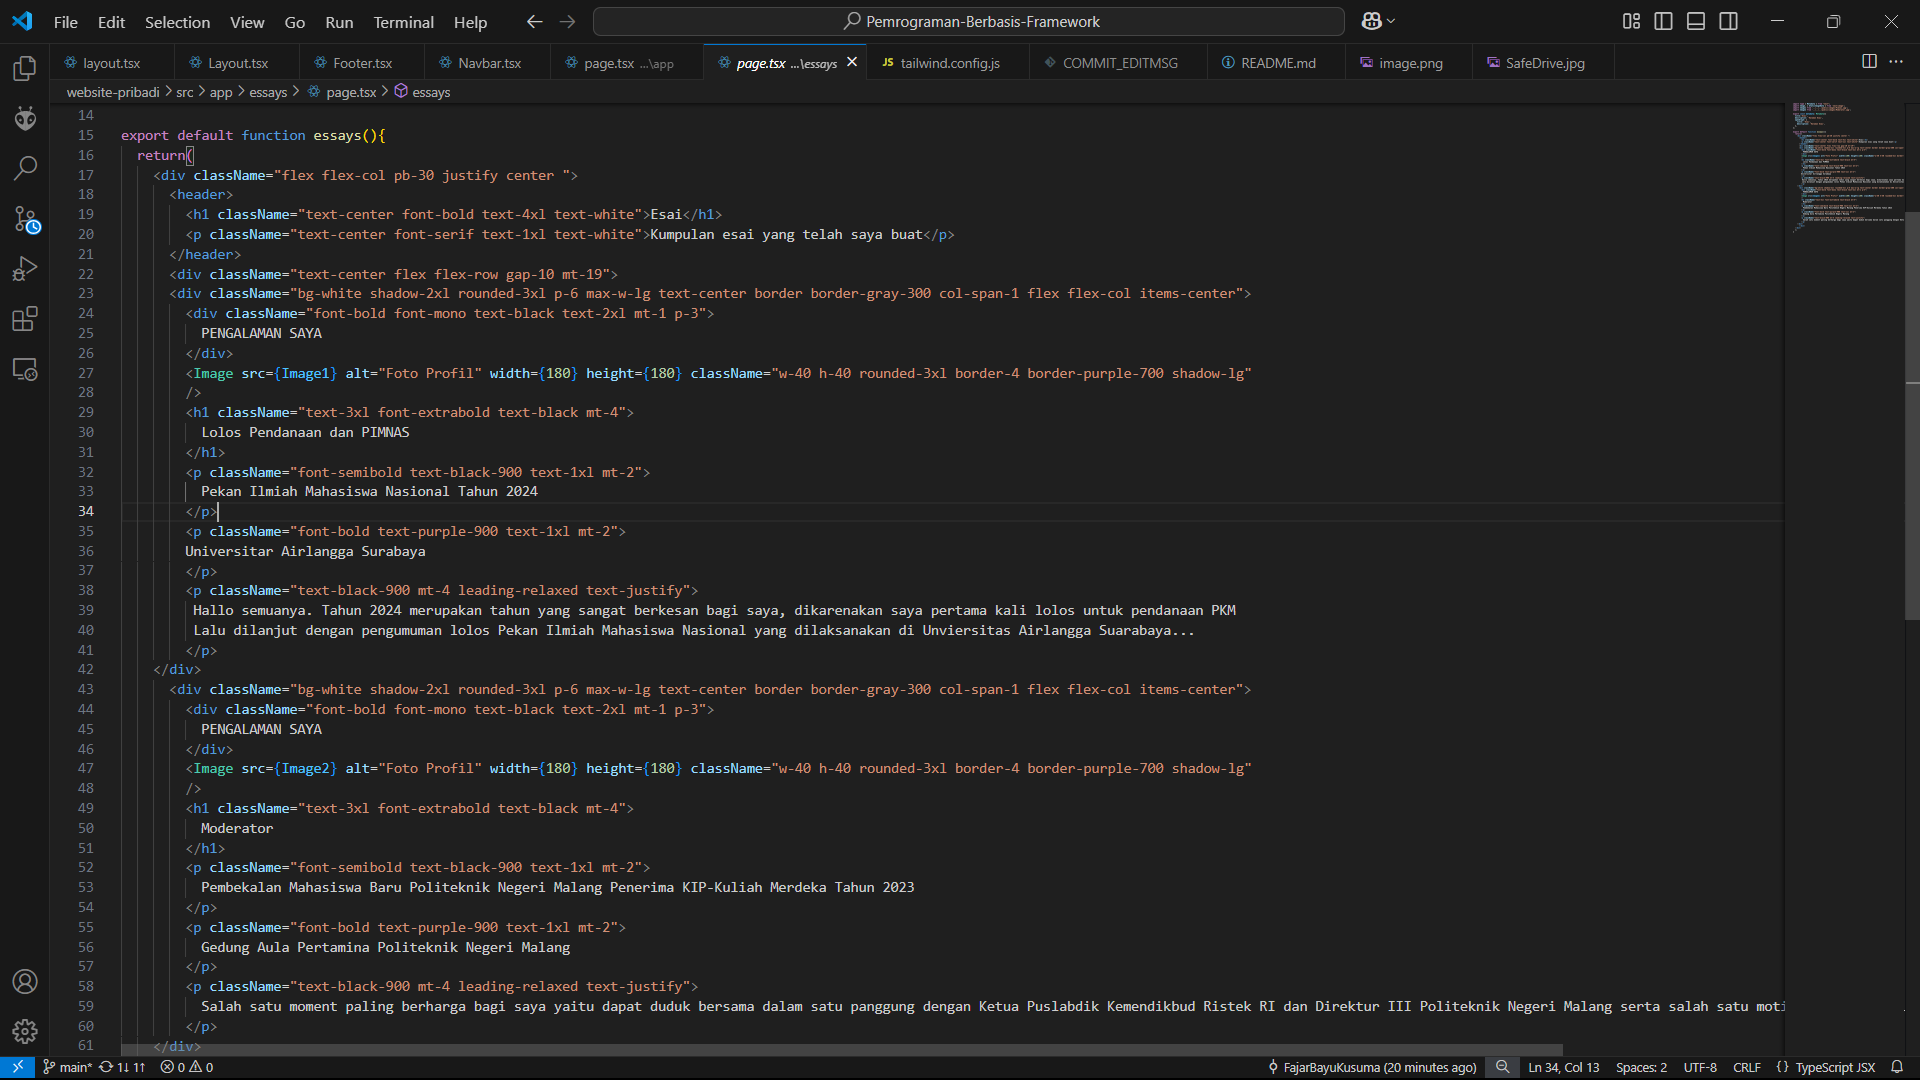 File Edit Selection View Go Run Terminal Help
Pemrograman-Berbasis-Framework
layout.tsx Layout.tsx Footer.tsx Navbar.tsx page.tsx ...\app page.tsx ...\essays tailwind.config.js COMMIT_EDITMSG README.md image.png SafeDrive.jpg
website-pribadi > src > app > essays > page.tsx > essays
14
15 export default function essays(){
16 return(
17 <div className="flex flex-col pb-30 justify center ">
18 <header>
19 <h1 className="text-center font-bold text-4xl text-white">Esai</h1>
20 <p className="text-center font-serif text-1xl text-white">Kumpulan esai yang telah saya buat</p>
21 </header>
22 <div className="text-center flex flex-row gap-10 mt-19">
23 <div className="bg-white shadow-2xl rounded-3xl p-6 max-w-lg text-center border border-gray-300 col-span-1 flex flex-col items-center">
24 <div className="font-bold font-mono text-black text-2xl mt-1 p-3">
25 PENGALAMAN SAYA
26 </div>
27 <Image src={Image1} alt="Foto Profil" width={180} height={180} className="w-40 h-40 rounded-3xl border-4 border-purple-700 shadow-lg"
28 />
29 <h1 className="text-3xl font-extrabold text-black mt-4">
30 Lolos Pendanaan dan PIMNAS
31 </h1>
32 <p className="font-semibold text-black-900 text-1xl mt-2">
33 Pekan Ilmiah Mahasiswa Nasional Tahun 2024
34 </p>
35 <p className="font-bold text-purple-900 text-1xl mt-2">
36 Universitar Airlangga Surabaya
37 </p>
38 <p className="text-black-900 mt-4 leading-relaxed text-justify">
39 Hallo semuanya. Tahun 2024 merupakan tahun yang sangat berkesan bagi saya, dikarenakan saya pertama kali lolos untuk pendanaan PKM
40 Lalu dilanjut dengan pengumuman lolos Pekan Ilmiah Mahasiswa Nasional yang dilaksanakan di Unviersitas Airlangga Suarabaya...
41 </p>
42 </div>
43 <div className="bg-white shadow-2xl rounded-3xl p-6 max-w-lg text-center border border-gray-300 col-span-1 flex flex-col items-center">
44 <div className="font-bold font-mono text-black text-2xl mt-1 p-3">
45 PENGALAMAN SAYA
46 </div>
47 <Image src={Image2} alt="Foto Profil" width={180} height={180} className="w-40 h-40 rounded-3xl border-4 border-purple-700 shadow-lg"
48 />
49 <h1 className="text-3xl font-extrabold text-black mt-4">
50 Moderator
51 </h1>
52 <p className="font-semibold text-black-900 text-1xl mt-2">
53 Pembekalan Mahasiswa Baru Politeknik Negeri Malang Penerima KIP-Kuliah Merdeka Tahun 2023
54 </p>
55 <p className="font-bold text-purple-900 text-1xl mt-2">
56 Gedung Aula Pertamina Politeknik Negeri Malang
57 </p>
58 <p className="text-black-900 mt-4 leading-relaxed text-justify">
59 Salah satu moment paling berharga bagi saya yaitu dapat duduk bersama dalam satu panggung dengan Ketua Puslabdik Kemendikbud Ristek RI dan Direktur III Politeknik Negeri Malang serta salah satu moti
60 </p>
61 </div>
main* 1↓ 1↑ 0 0 FajarBayuKusuma (20 minutes ago) Ln 34, Col 13 Spaces: 2 UTF-8 CRLF {} TypeScript JSX